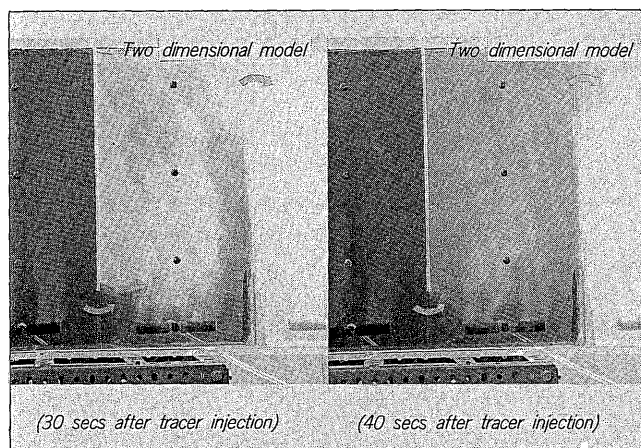 Two dimensional model
Two dimensional model
(30 secs after tracer injection)
(40 secs after tracer injection)